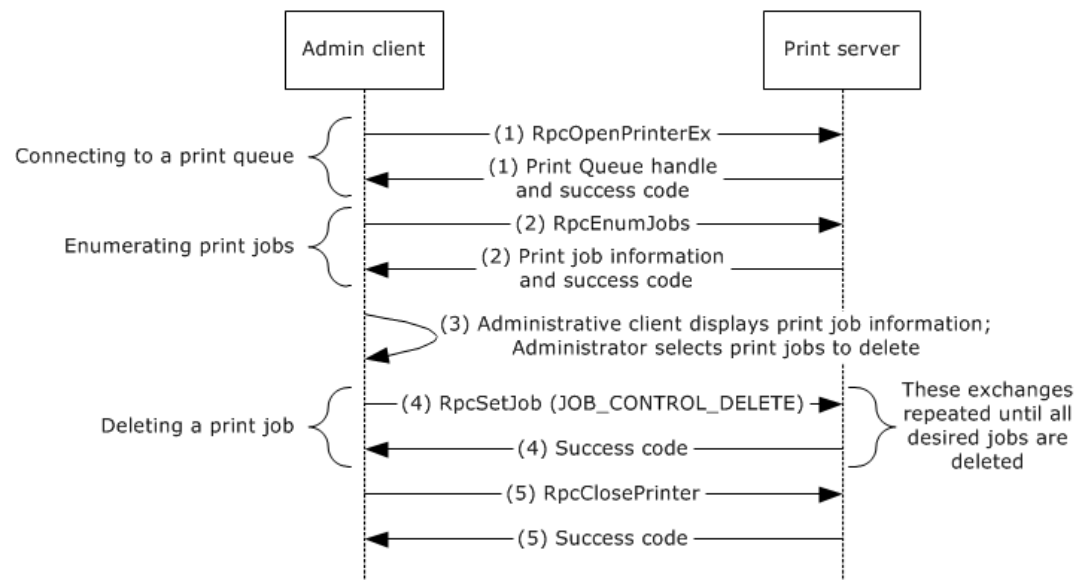 Admin client
Print server
Connecting to a print queue
(1) RpcOpenPrinterEx
(1) Print Queue handle
and success code
Enumerating print jobs
(2) RpcEnumJobs
(2) Print job information
and success code
(3) Administrative client displays print job information;
Administrator selects print jobs to delete
Deleting a print job
(4) RpcSetJob (JOB_CONTROL_DELETE)
(4) Success code
These exchanges
repeated until all
desired jobs are
deleted
(5) RpcClosePrinter
(5) Success code